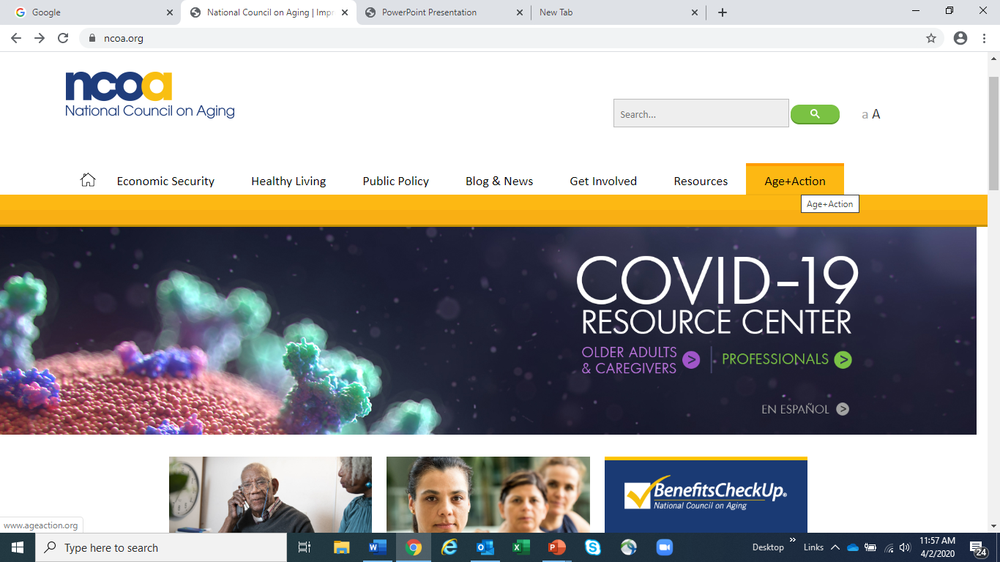 Google
National Council on Aging | Impr
PowerPoint Presentation
New Tab
ncoa.org
ncoa
National Council on Aging
Search...
a A
Economic Security
Healthy Living
Public Policy
Blog & News
Get Involved
Resources
Age+Action
Age+Action
COVID-19
RESOURCE CENTER
OLDER ADULTS
& CAREGIVERS
PROFESSIONALS
EN ESPAÑOL
BenefitsCheckUp®
National Council on Aging
www.ageaction.org
Type here to search
Desktop
Links
11:57 AM
4/2/2020
24